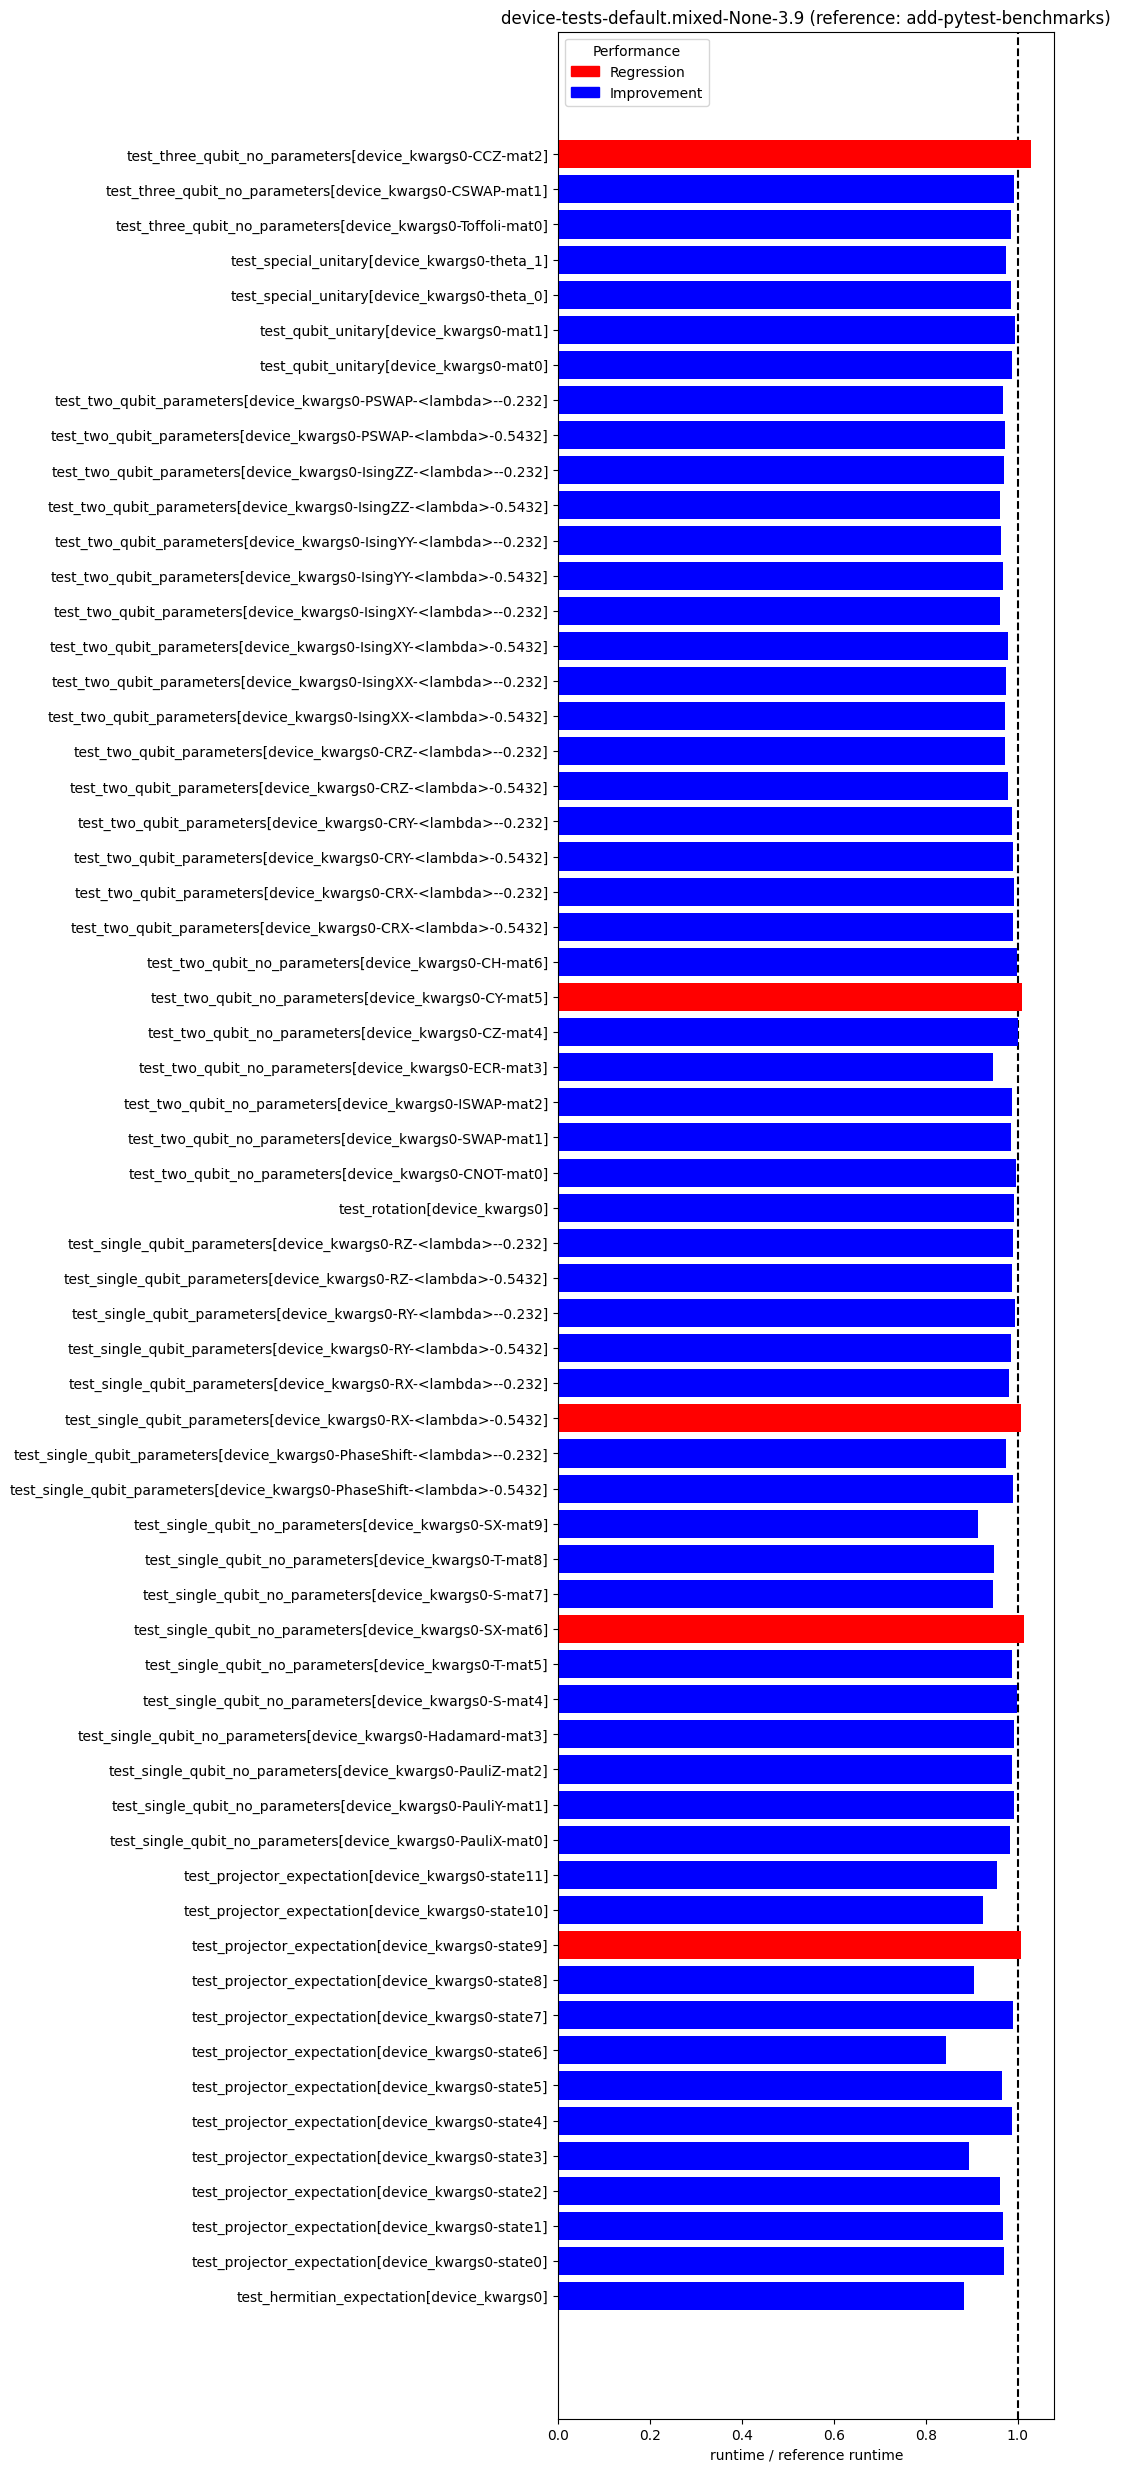 device-tests-default.mixed-None-3.9 (reference: add-pytest-benchmarks)
Performance
Regression
Improvement
test_three_qubit_no_parameters[device_kwargs0-CCZ-mat2]
test_three_qubit_no_parameters[device_kwargs0-CSWAP-mat1]
test_three_qubit_no_parameters[device_kwargs0-Toffoli-mat0]
test_special_unitary[device_kwargs0-theta_1]
test_special_unitary[device_kwargs0-theta_0]
test_qubit_unitary[device_kwargs0-mat1]
test_qubit_unitary[device_kwargs0-mat0]
test_two_qubit_parameters[device_kwargs0-PSWAP-<lambda>--0.232]
test_two_qubit_parameters[device_kwargs0-PSWAP-<lambda>-0.5432]
test_two_qubit_parameters[device_kwargs0-IsingZZ-<lambda>--0.232]
test_two_qubit_parameters[device_kwargs0-IsingZZ-<lambda>-0.5432]
test_two_qubit_parameters[device_kwargs0-IsingYY-<lambda>--0.232]
test_two_qubit_parameters[device_kwargs0-IsingYY-<lambda>-0.5432]
test_two_qubit_parameters[device_kwargs0-IsingXY-<lambda>--0.232]
test_two_qubit_parameters[device_kwargs0-IsingXY-<lambda>-0.5432]
test_two_qubit_parameters[device_kwargs0-IsingXX-<lambda>--0.232]
test_two_qubit_parameters[device_kwargs0-IsingXX-<lambda>-0.5432]
test_two_qubit_parameters[device_kwargs0-CRZ-<lambda>--0.232]
test_two_qubit_parameters[device_kwargs0-CRZ-<lambda>-0.5432]
test_two_qubit_parameters[device_kwargs0-CRY-<lambda>--0.232]
test_two_qubit_parameters[device_kwargs0-CRY-<lambda>-0.5432]
test_two_qubit_parameters[device_kwargs0-CRX-<lambda>--0.232]
test_two_qubit_parameters[device_kwargs0-CRX-<lambda>-0.5432]
test_two_qubit_no_parameters[device_kwargs0-CH-mat6]
test_two_qubit_no_parameters[device_kwargs0-CY-mat5]
test_two_qubit_no_parameters[device_kwargs0-CZ-mat4]
test_two_qubit_no_parameters[device_kwargs0-ECR-mat3]
test_two_qubit_no_parameters[device_kwargs0-ISWAP-mat2]
test_two_qubit_no_parameters[device_kwargs0-SWAP-mat1]
test_two_qubit_no_parameters[device_kwargs0-CNOT-mat0]
test_rotation[device_kwargs0]
test_single_qubit_parameters[device_kwargs0-RZ-<lambda>--0.232]
test_single_qubit_parameters[device_kwargs0-RZ-<lambda>-0.5432]
test_single_qubit_parameters[device_kwargs0-RY-<lambda>--0.232]
test_single_qubit_parameters[device_kwargs0-RY-<lambda>-0.5432]
test_single_qubit_parameters[device_kwargs0-RX-<lambda>--0.232]
test_single_qubit_parameters[device_kwargs0-RX-<lambda>-0.5432]
test_single_qubit_parameters[device_kwargs0-PhaseShift-<lambda>--0.232]
test_single_qubit_parameters[device_kwargs0-PhaseShift-<lambda>-0.5432]
test_single_qubit_no_parameters[device_kwargs0-SX-mat9]
test_single_qubit_no_parameters[device_kwargs0-T-mat8]
test_single_qubit_no_parameters[device_kwargs0-S-mat7]
test_single_qubit_no_parameters[device_kwargs0-SX-mat6]
test_single_qubit_no_parameters[device_kwargs0-T-mat5]
test_single_qubit_no_parameters[device_kwargs0-S-mat4]
test_single_qubit_no_parameters[device_kwargs0-Hadamard-mat3]
test_single_qubit_no_parameters[device_kwargs0-PauliZ-mat2]
test_single_qubit_no_parameters[device_kwargs0-PauliY-mat1]
test_single_qubit_no_parameters[device_kwargs0-PauliX-mat0]
test_projector_expectation[device_kwargs0-state11]
test_projector_expectation[device_kwargs0-state10]
test_projector_expectation[device_kwargs0-state9]
test_projector_expectation[device_kwargs0-state8]
test_projector_expectation[device_kwargs0-state7]
test_projector_expectation[device_kwargs0-state6]
test_projector_expectation[device_kwargs0-state5]
test_projector_expectation[device_kwargs0-state4]
test_projector_expectation[device_kwargs0-state3]
test_projector_expectation[device_kwargs0-state2]
test_projector_expectation[device_kwargs0-state1]
test_projector_expectation[device_kwargs0-state0]
test_hermitian_expectation[device_kwargs0]
0.0 0.2 0.4 0.6 0.8 1.0
runtime / reference runtime